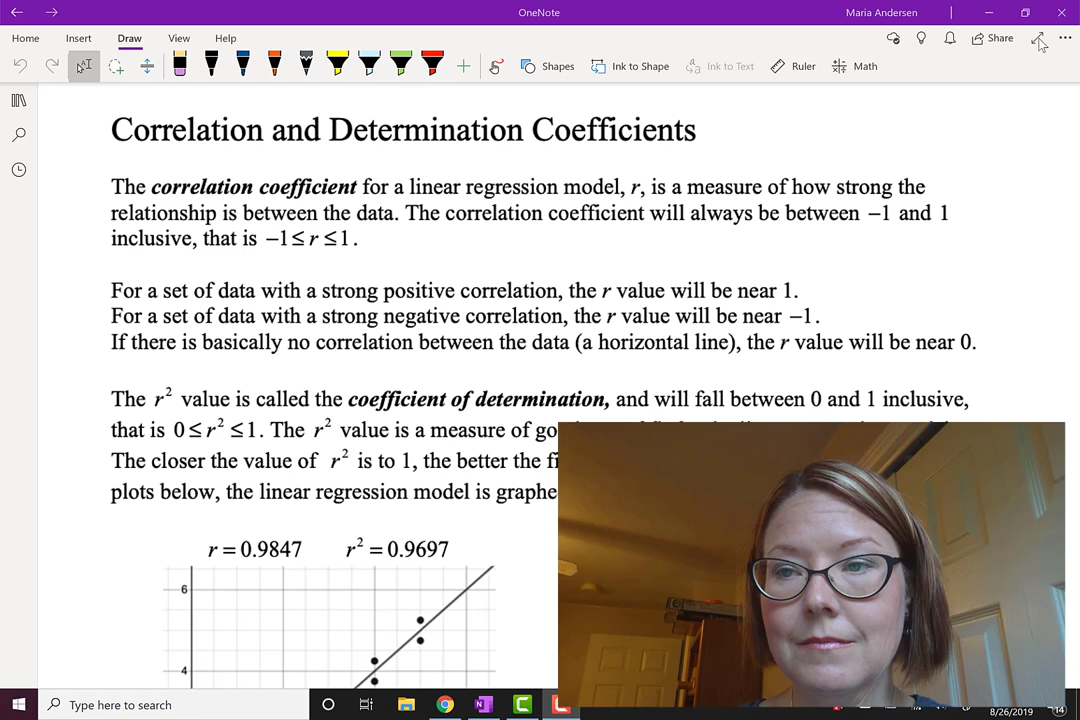 OneNote
Maria Andersen
Home Insert Draw View Help
Share
Shapes Ink to Shape Ink to Text Ruler Math
Correlation and Determination Coefficients
The correlation coefficient for a linear regression model, r, is a measure of how strong the
relationship is between the data. The correlation coefficient will always be between −1 and 1
inclusive, that is −1 ≤ r ≤ 1.
For a set of data with a strong positive correlation, the r value will be near 1.
For a set of data with a strong negative correlation, the r value will be near −1.
If there is basically no correlation between the data (a horizontal line), the r value will be near 0.
The r² value is called the coefficient of determination, and will fall between 0 and 1 inclusive,
that is 0 ≤ r² ≤ 1. The r² value is a measure of
The closer the value of r² is to 1, the better the
plots below, the linear regression model is
r = 0.9847 r² = 0.9697
6
4
Type here to search
8/26/2019
14